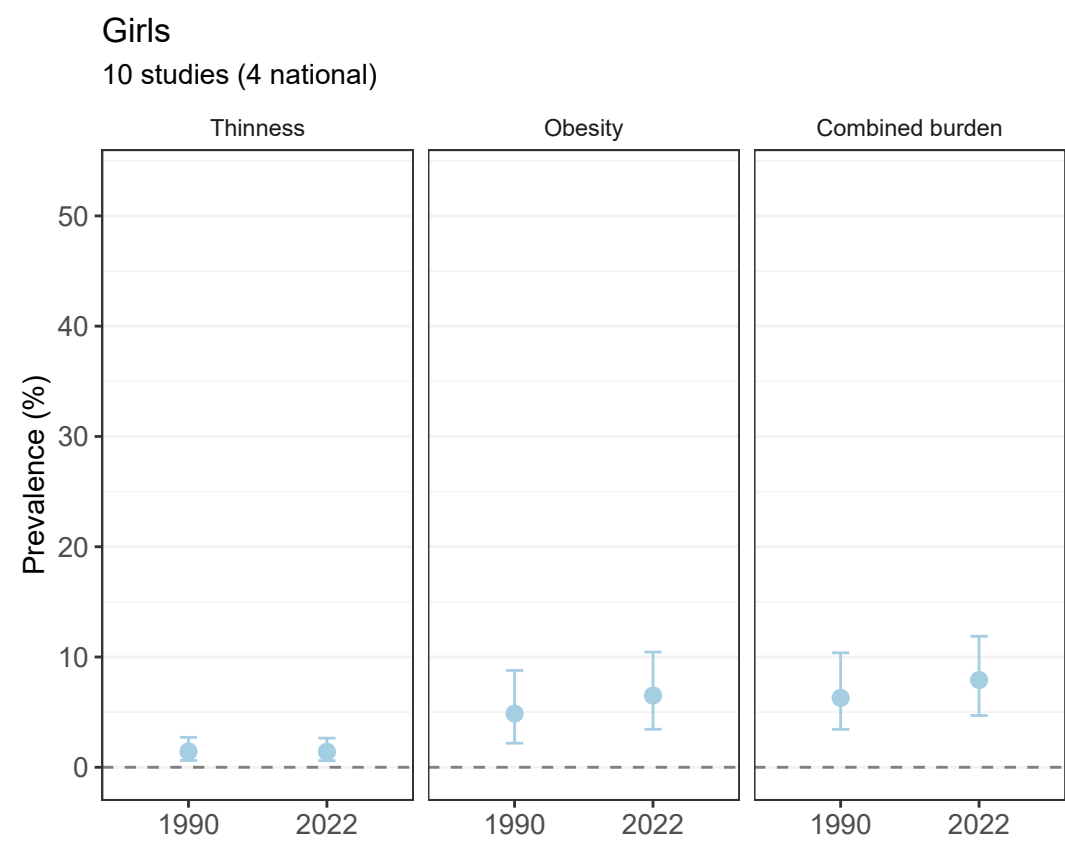 Girls
10 studies (4 national)
Thinness Obesity Combined burden
Prevalence (%)
50
40
30
20
10
0
1990 2022 1990 2022 1990 2022